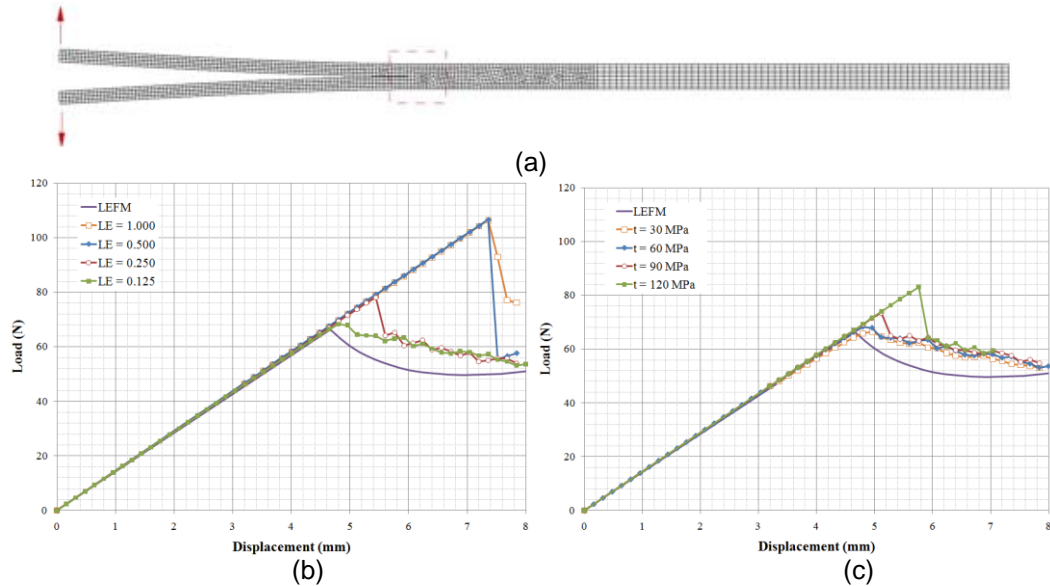 (a)
120
100
80
60
40
20
0
Load (N)
LEFM
LE = 1.000
LE = 0.500
LE = 0.250
LE = 0.125
0 1 2 3 4 5 6 7 8
Displacement (mm)
(b)
120
100
80
60
40
20
0
Load (N)
LEFM
t = 30 MPa
t = 60 MPa
t = 90 MPa
t = 120 MPa
0 1 2 3 4 5 6 7 8
Displacement (mm)
(c)